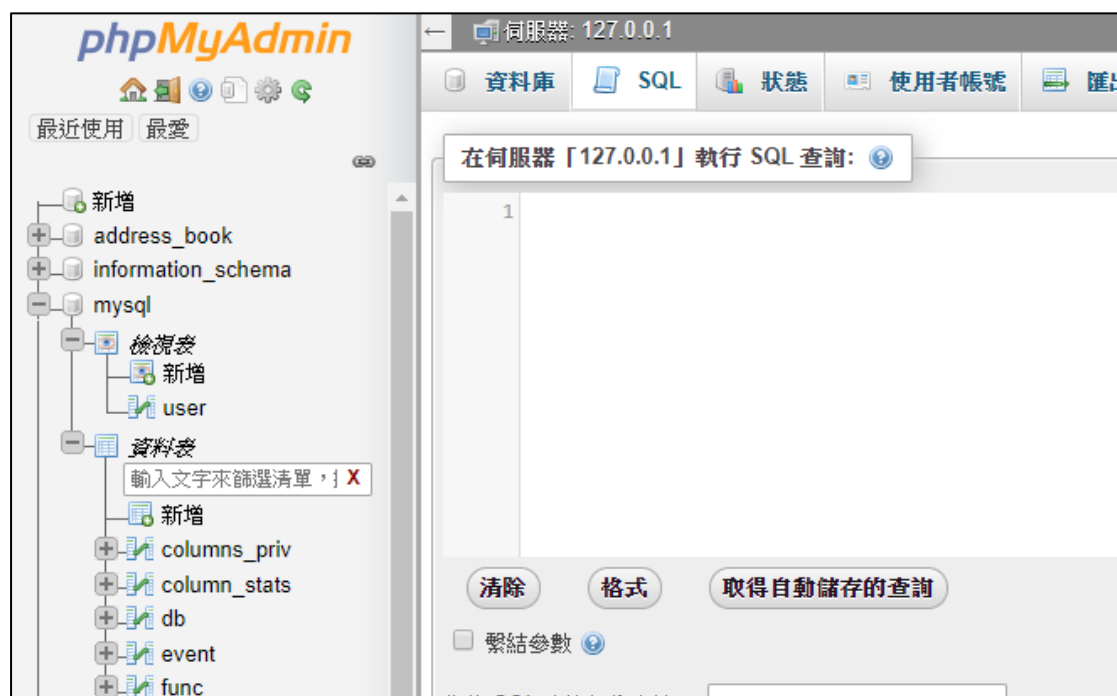 phpMyAdmin
最近使用 最愛
新增
address_book
information_schema
mysql
檢視表
新增
user
資料表
輸入文字來篩選清單， X
新增
columns_priv
column_stats
db
event
func
伺服器: 127.0.0.1
資料庫 SQL 狀態 使用者帳號 匯出
在伺服器「127.0.0.1」執行 SQL 查詢:
1
清除 格式 取得自動儲存的查詢
繫結參數